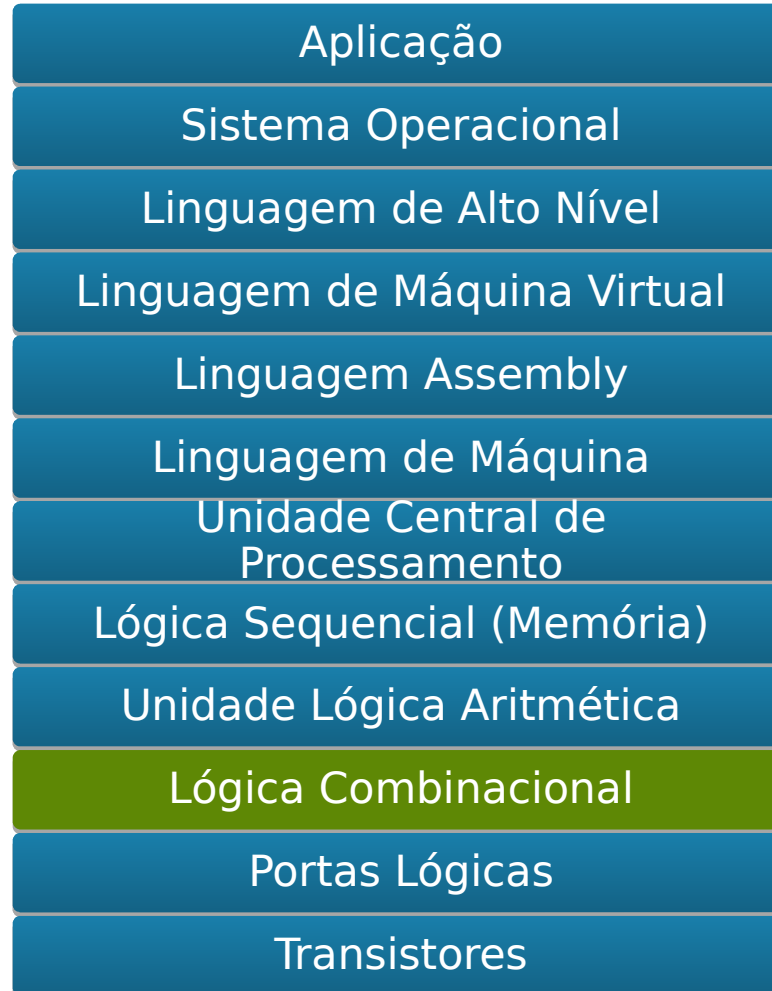 Aplicação
Sistema Operacional
Linguagem de Alto Nível
Linguagem de Máquina Virtual
Linguagem Assembly
Linguagem de Máquina
Unidade Central de
Processamento
Lógica Sequencial (Memória)
Unidade Lógica Aritmética
Lógica Combinacional
Portas Lógicas
Transistores